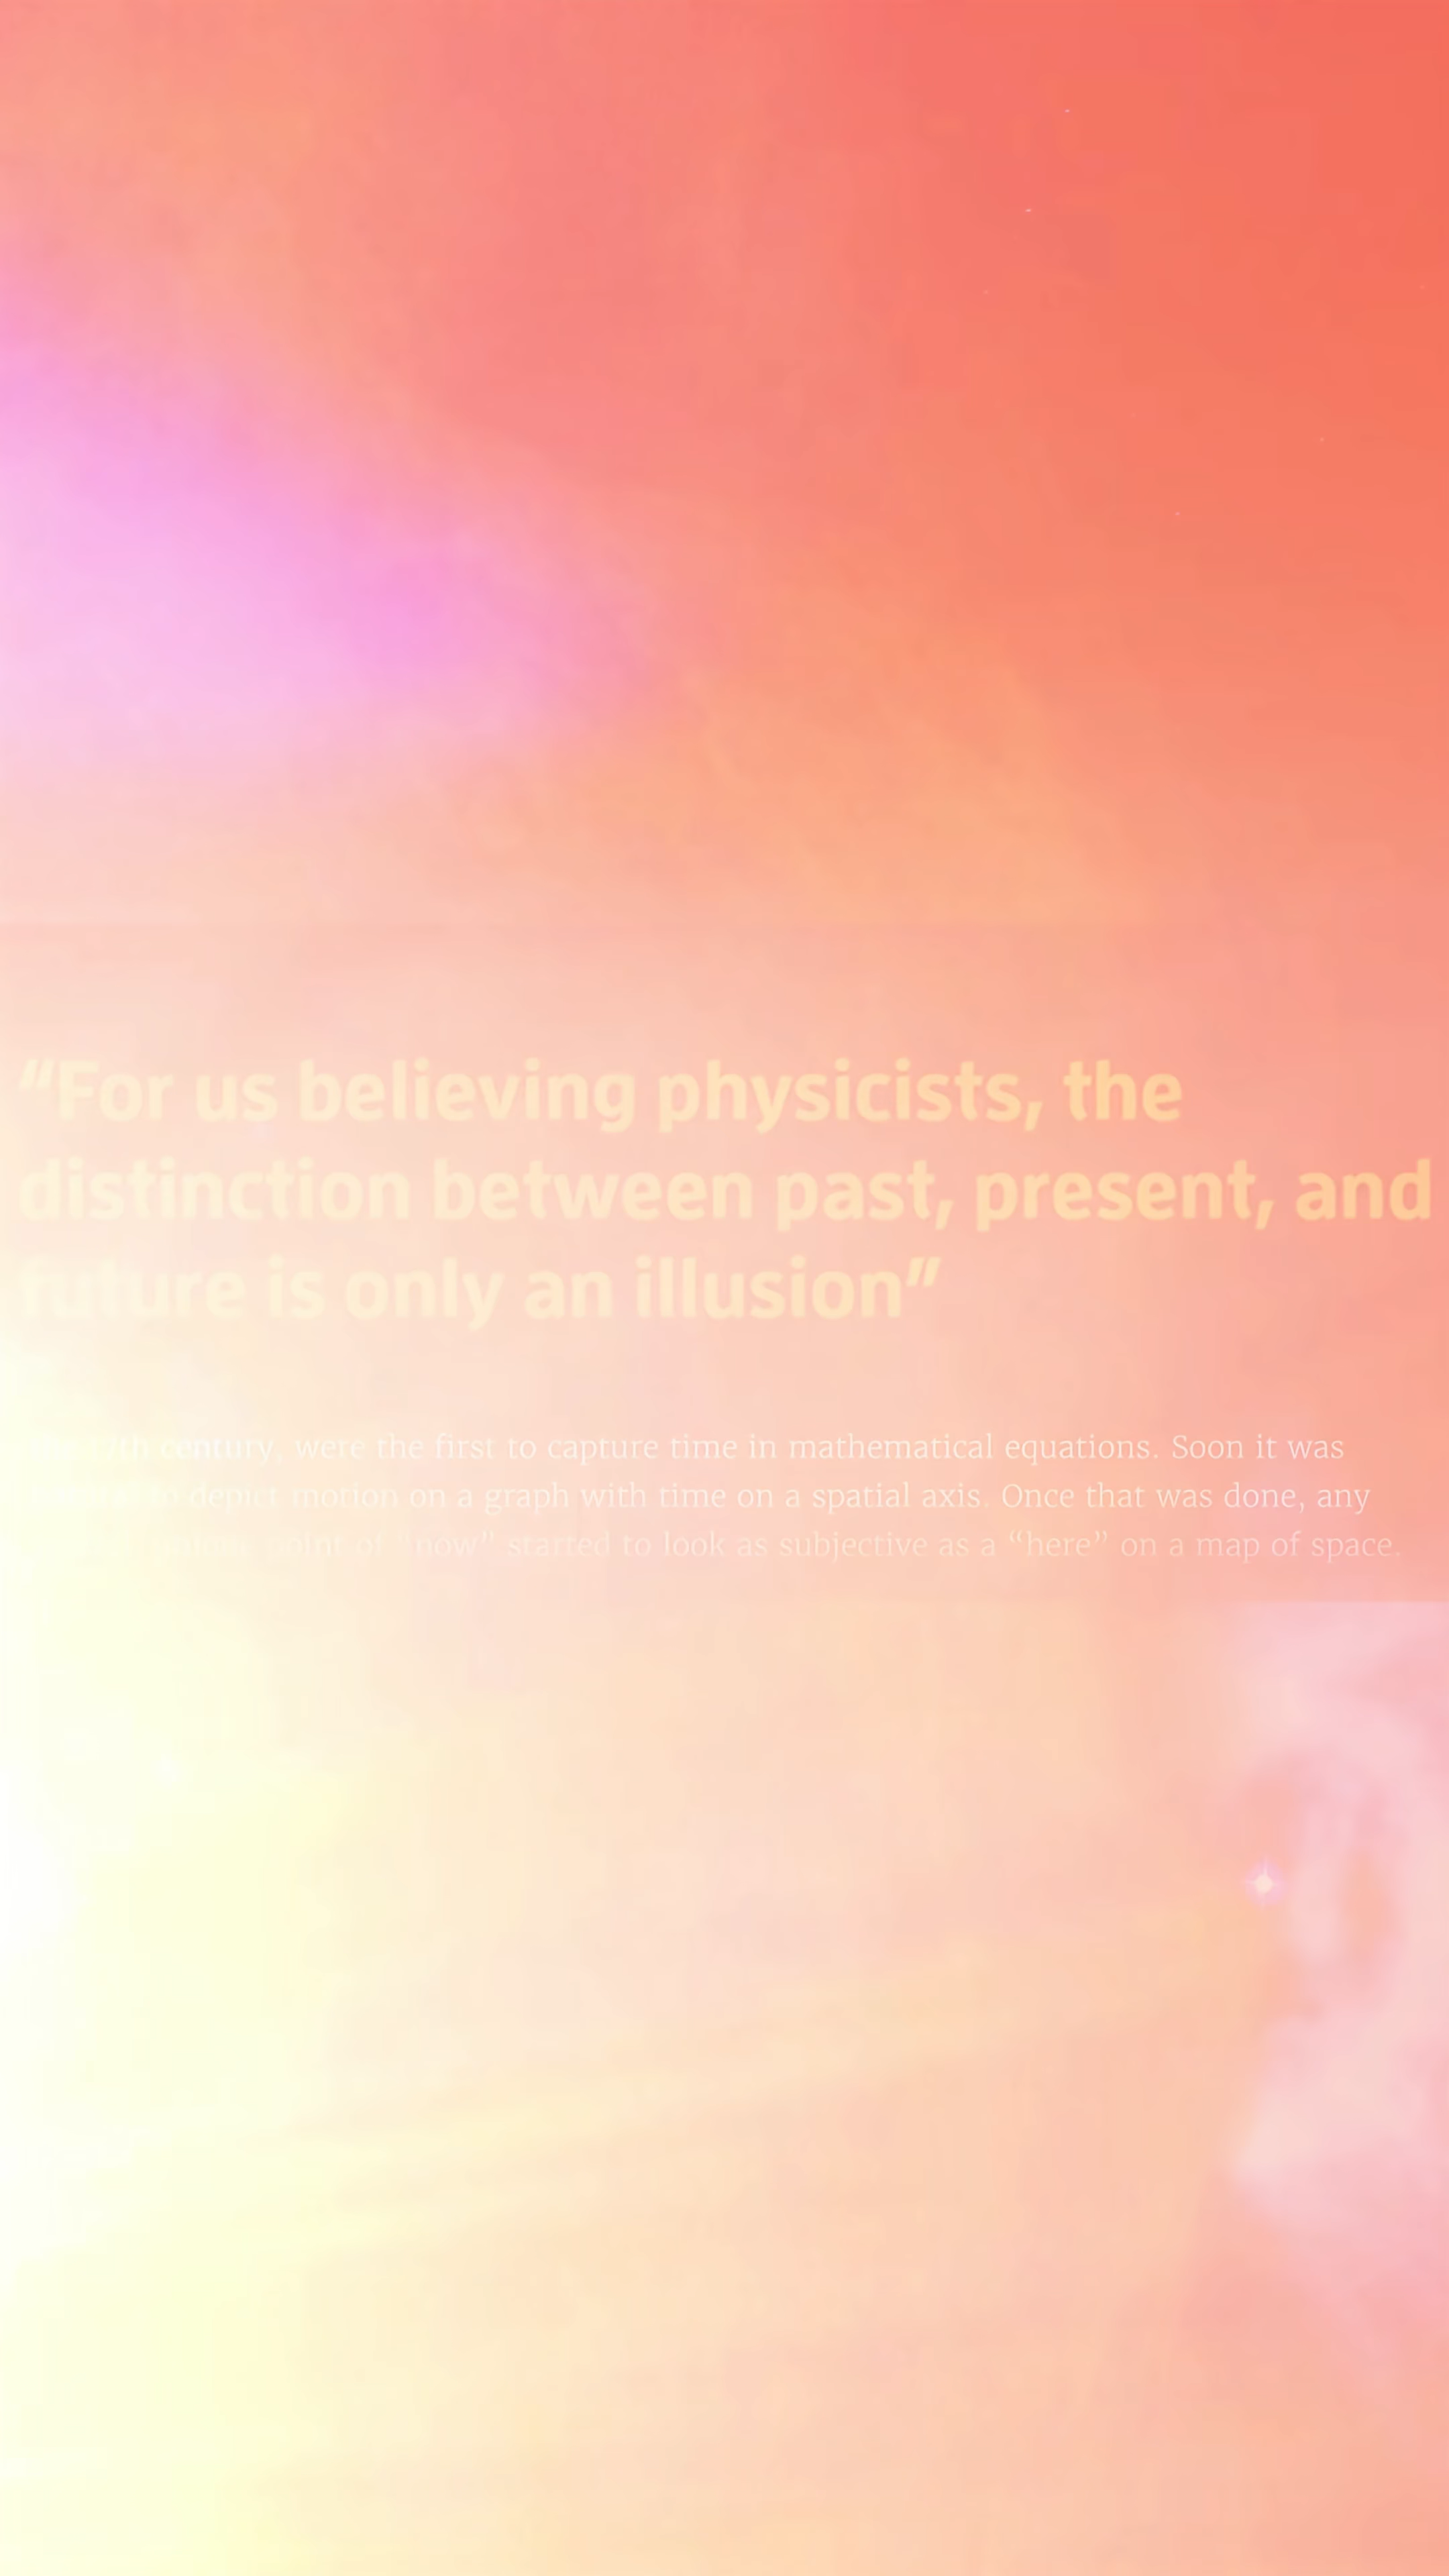 “For us believing physicists, the
distinction between past, present, and
future is only an illusion”
century, were the first to capture time in mathematical equations. Soon it was
to depict motion on a graph with time on a spatial axis. Once that was done, any
point of “now” started to look as subjective as a “here” on a map of space.